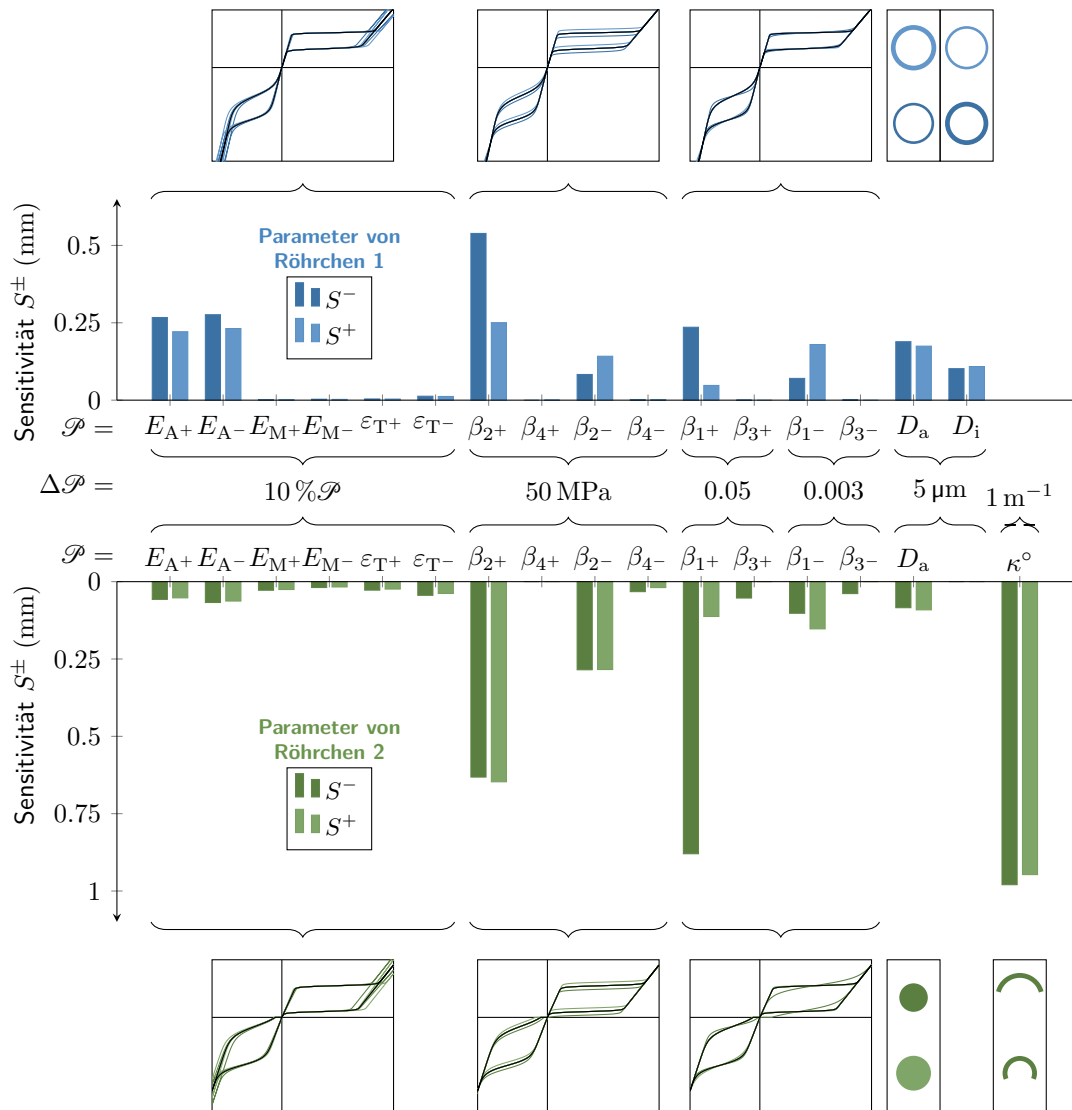 Sensitivität S± (mm)
0.5
0.25
0
Parameter von
Röhrchen 1
S−
S+
𝒫 = E_A+ E_A− E_M+ E_M− ε_T+ ε_T− β_2+ β_4+ β_2− β_4− β_1+ β_3+ β_1− β_3− D_a D_i
Δ𝒫 = 10 %𝒫 50 MPa 0.05 0.003 5 µm 1 m⁻¹
𝒫 = E_A+ E_A− E_M+ E_M− ε_T+ ε_T− β_2+ β_4+ β_2− β_4− β_1+ β_3+ β_1− β_3− D_a κ°
Sensitivität S± (mm)
0
0.25
0.5
0.75
1
Parameter von
Röhrchen 2
S−
S+